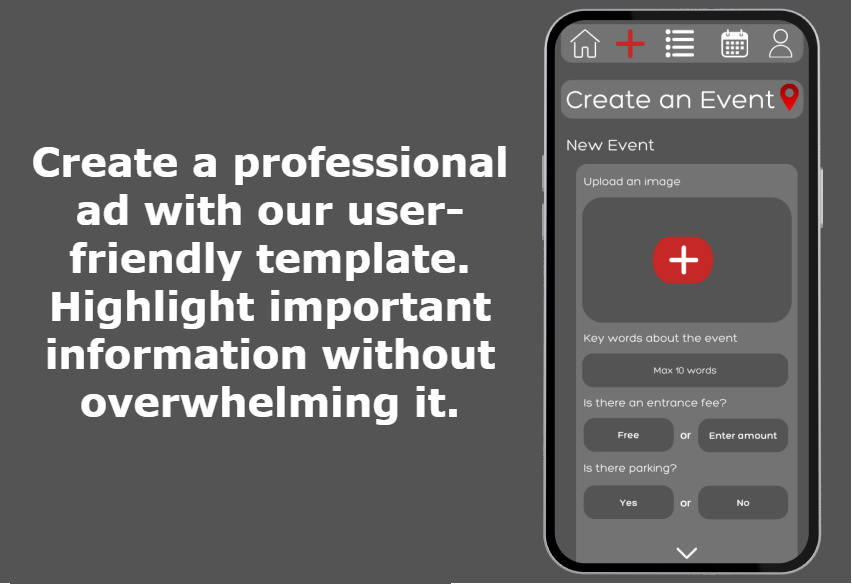 Create a professional
ad with our user-
friendly template.
Highlight important
information without
overwhelming it.
Create an Event
New Event
Upload an image
Key words about the event
Max 10 words
Is there an entrance fee?
Free or Enter amount
Is there parking?
Yes or No